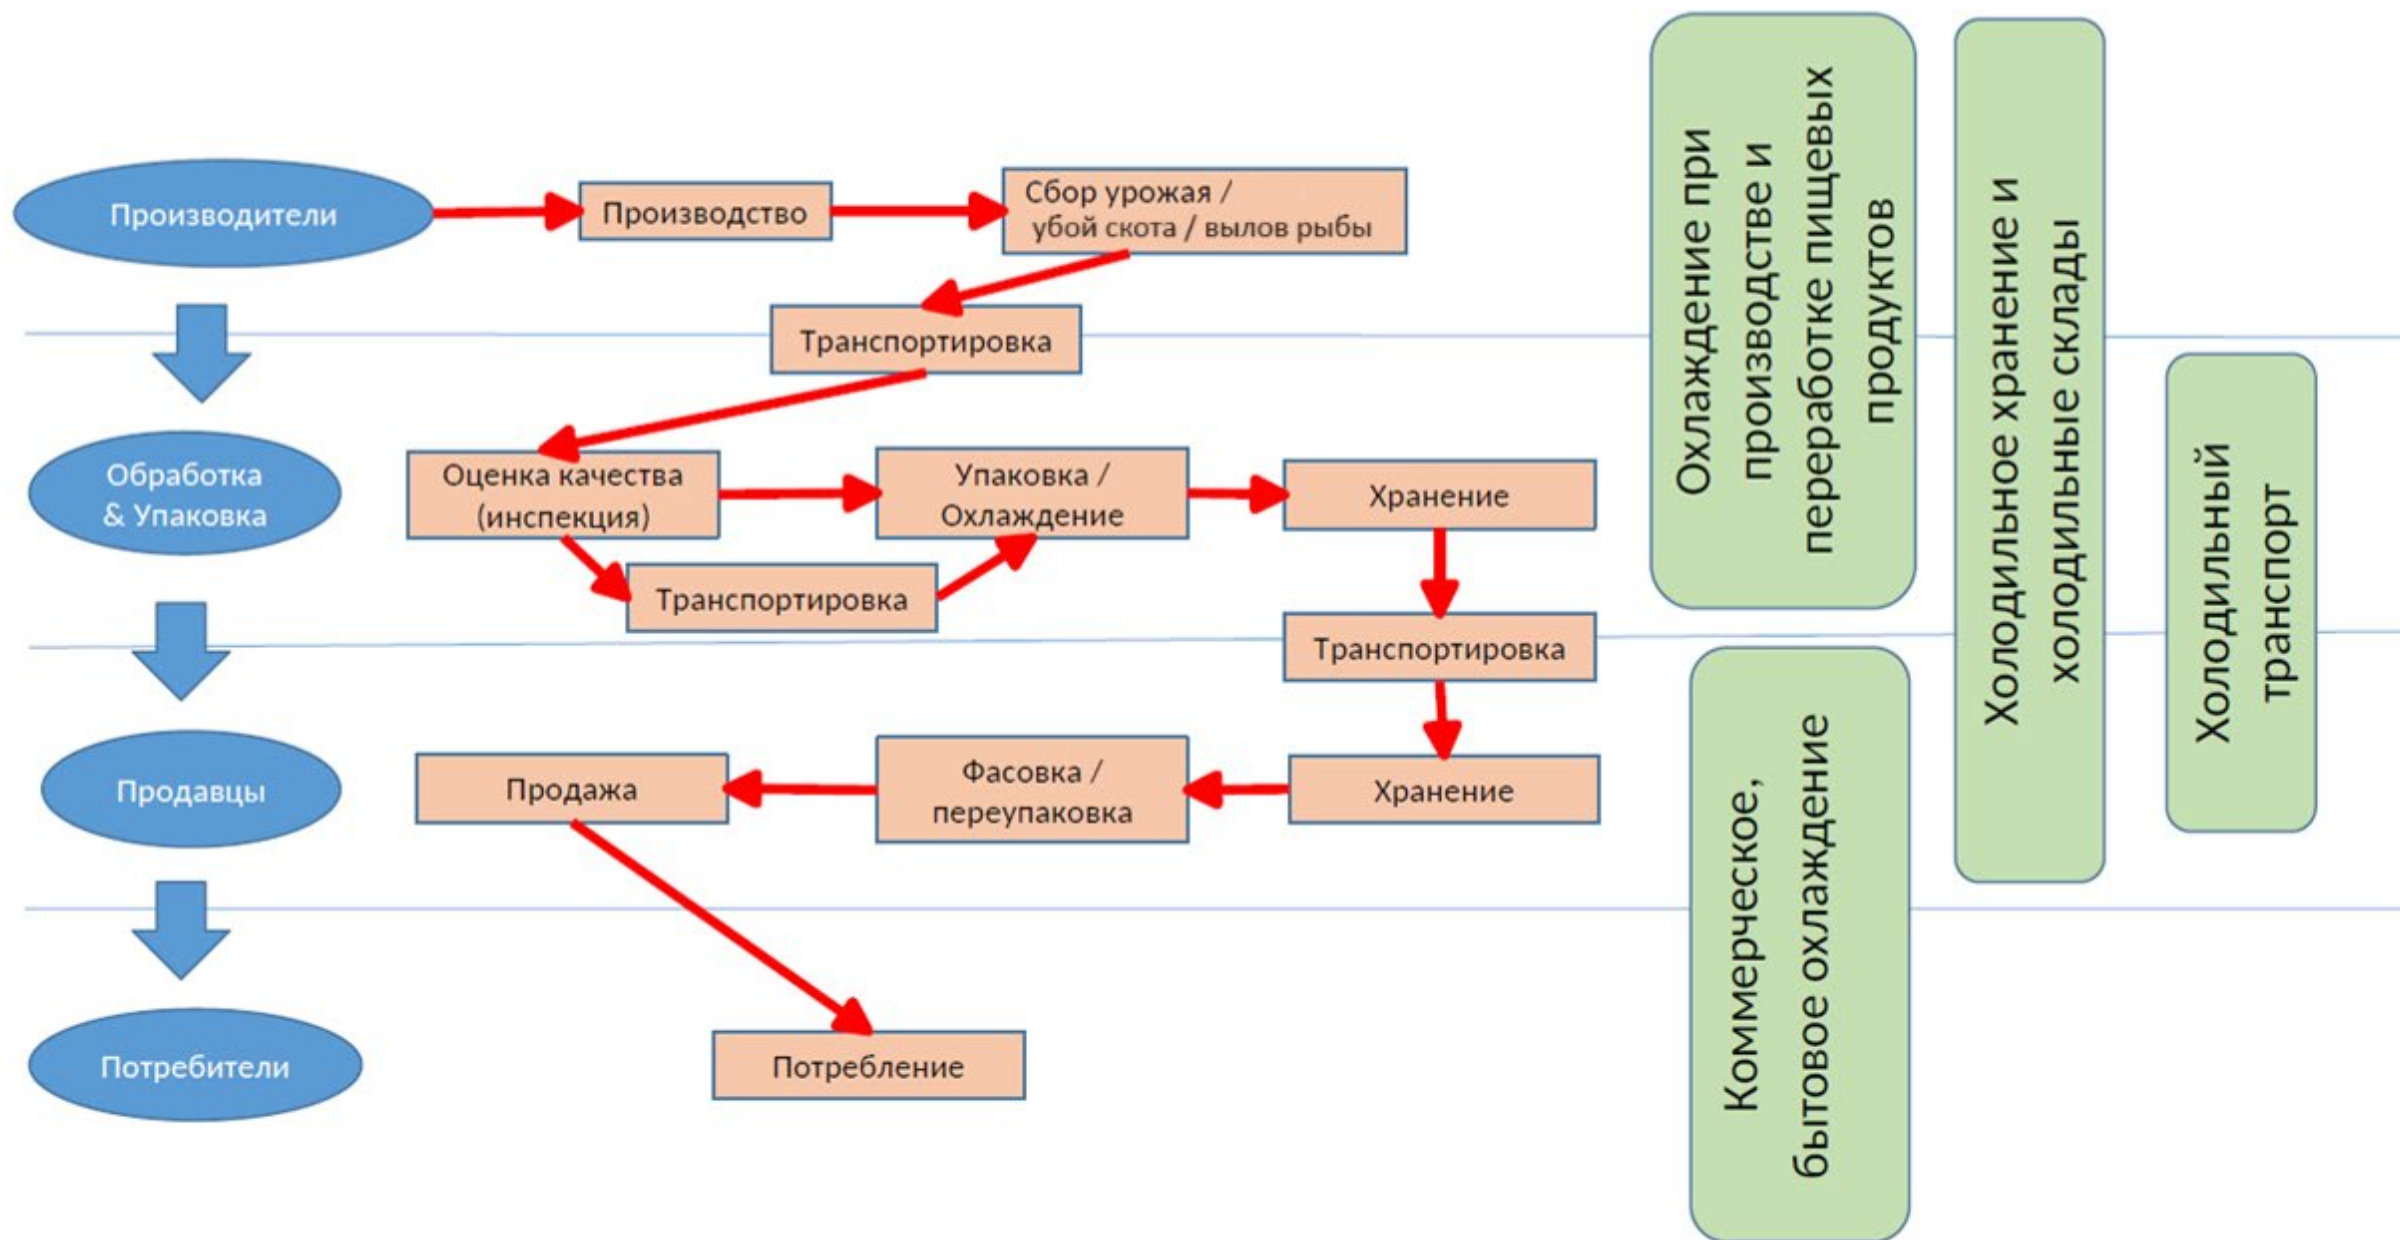 Производители
Производство
Сбор урожая /
убой скота / вылов рыбы
Транспортировка
Обработка
& Упаковка
Оценка качества
(инспекция)
Упаковка /
Охлаждение
Хранение
Транспортировка
Транспортировка
Продавцы
Продажа
Фасовка /
переупаковка
Хранение
Потребители
Потребление
Охлаждение при
производстве и
переработке пищевых
продуктов
Холодильное хранение и
холодильные склады
Холодильный
транспорт
Коммерческое,
бытовое охлаждение